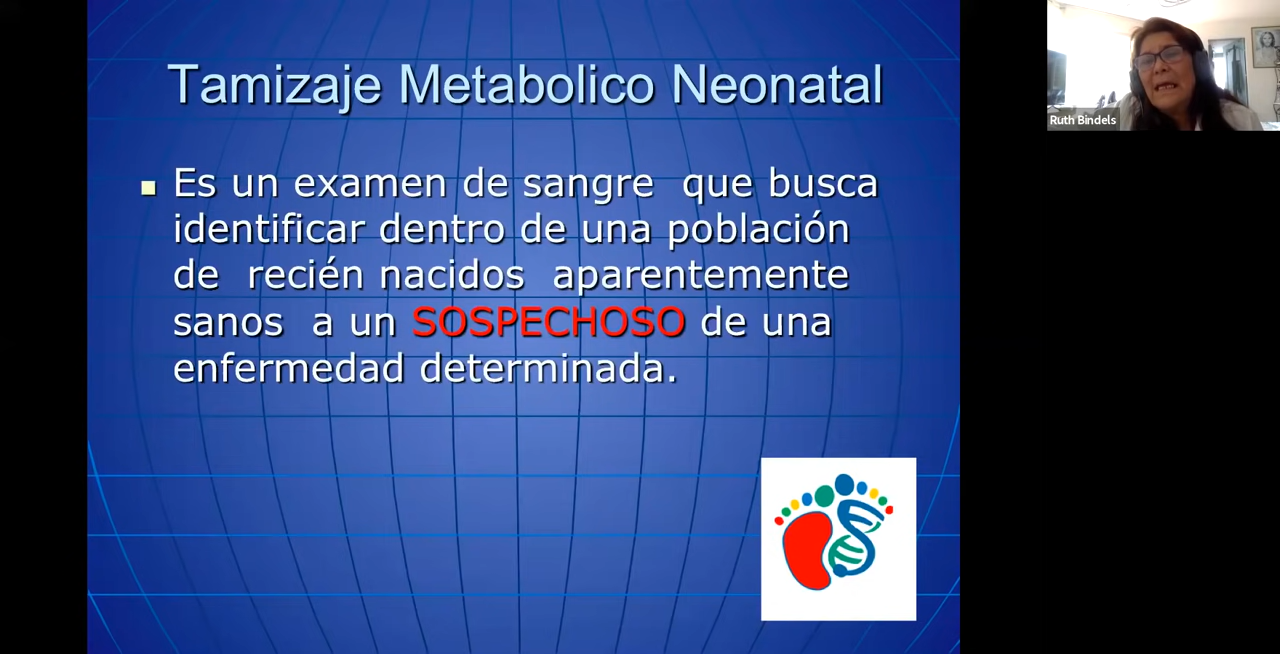 Tamizaje Metabolico Neonatal
Es un examen de sangre que busca
identificar dentro de una población
de recién nacidos aparentemente
sanos a un SOSPECHOSO de una
enfermedad determinada.
Ruth Bindels